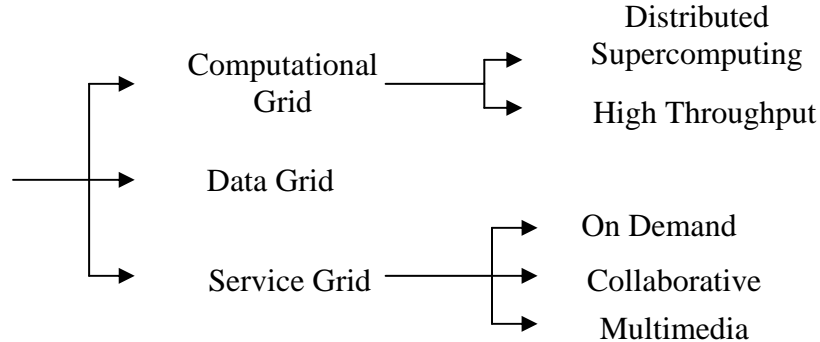 Distributed
Supercomputing
Computational
Grid
High Throughput
Data Grid
On Demand
Service Grid
Collaborative
Multimedia